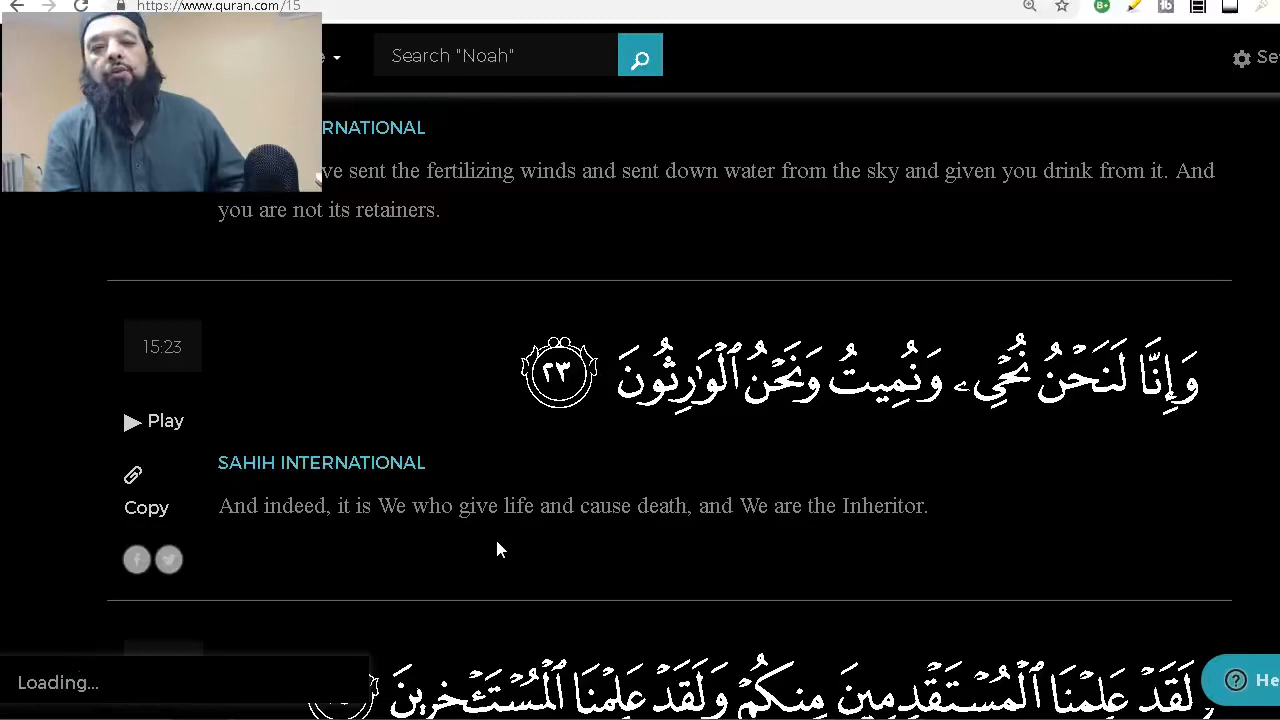 https://www.quran.com/15
Search "Noah"
RNATIONAL
ve sent the fertilizing winds and sent down water from the sky and given you drink from it. And
you are not its retainers.
15:23
وَإِنَّا لَنَحْنُ نُحْىِۦ وَنُمِيتُ وَنَحْنُ ٱلْوَٰرِثُونَ ٢٣
Play
SAHIH INTERNATIONAL
Copy
And indeed, it is We who give life and cause death, and We are the Inheritor.
لَقَدْ عَلِمْنَا ٱلْمُسْتَقْدِمِينَ مِنكُمْ وَلَقَدْ عَلِمْنَا ٱلْمُسْتَـْٔخِرِينَ
Loading...
He